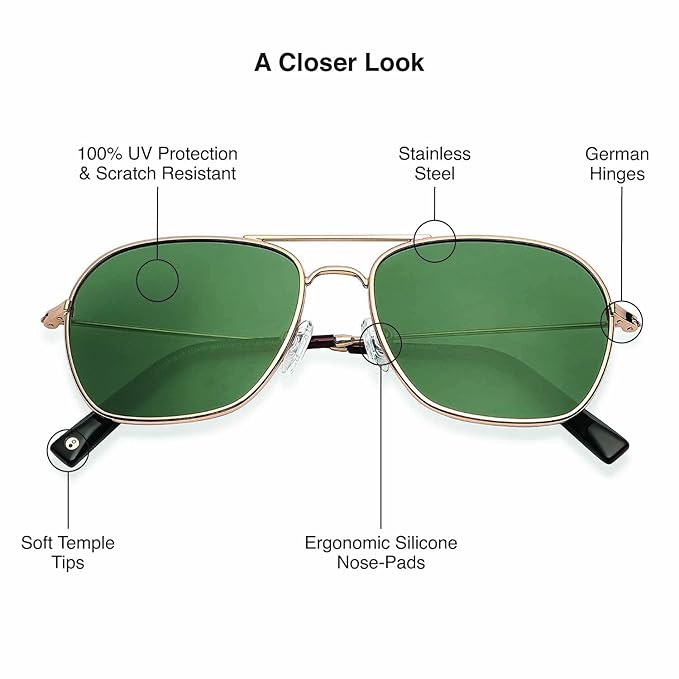 A Closer Look
100% UV Protection
& Scratch Resistant
Stainless
Steel
German
Hinges
Soft Temple
Tips
Ergonomic Silicone
Nose-Pads